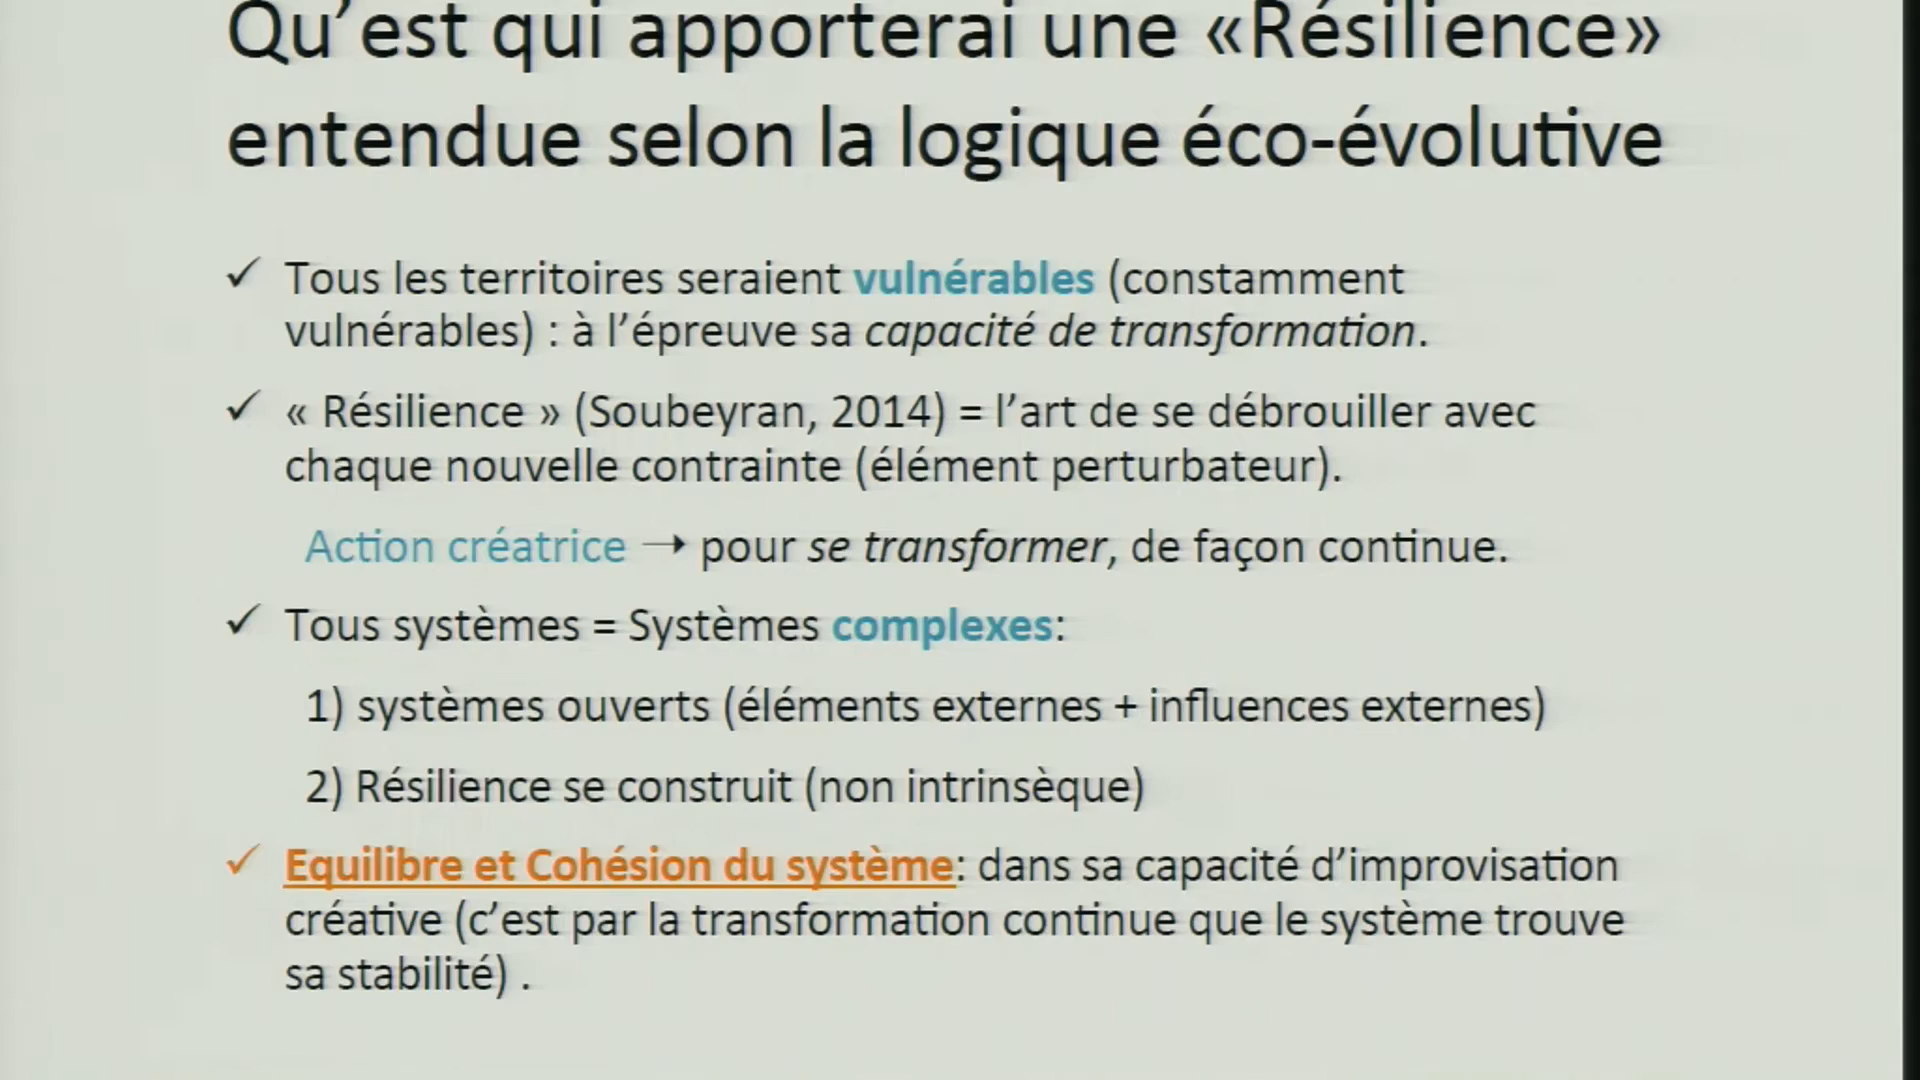 Qu’est qui apporterai une «Résilience»
entendue selon la logique éco-évolutive
✓ Tous les territoires seraient vulnérables (constamment
vulnérables) : à l’épreuve sa capacité de transformation.
✓ « Résilience » (Soubeyran, 2014) = l’art de se débrouiller avec
chaque nouvelle contrainte (élément perturbateur).
Action créatrice → pour se transformer, de façon continue.
✓ Tous systèmes = Systèmes complexes:
1) systèmes ouverts (éléments externes + influences externes)
2) Résilience se construit (non intrinsèque)
✓ Equilibre et Cohésion du système: dans sa capacité d’improvisation
créative (c’est par la transformation continue que le système trouve
sa stabilité) .